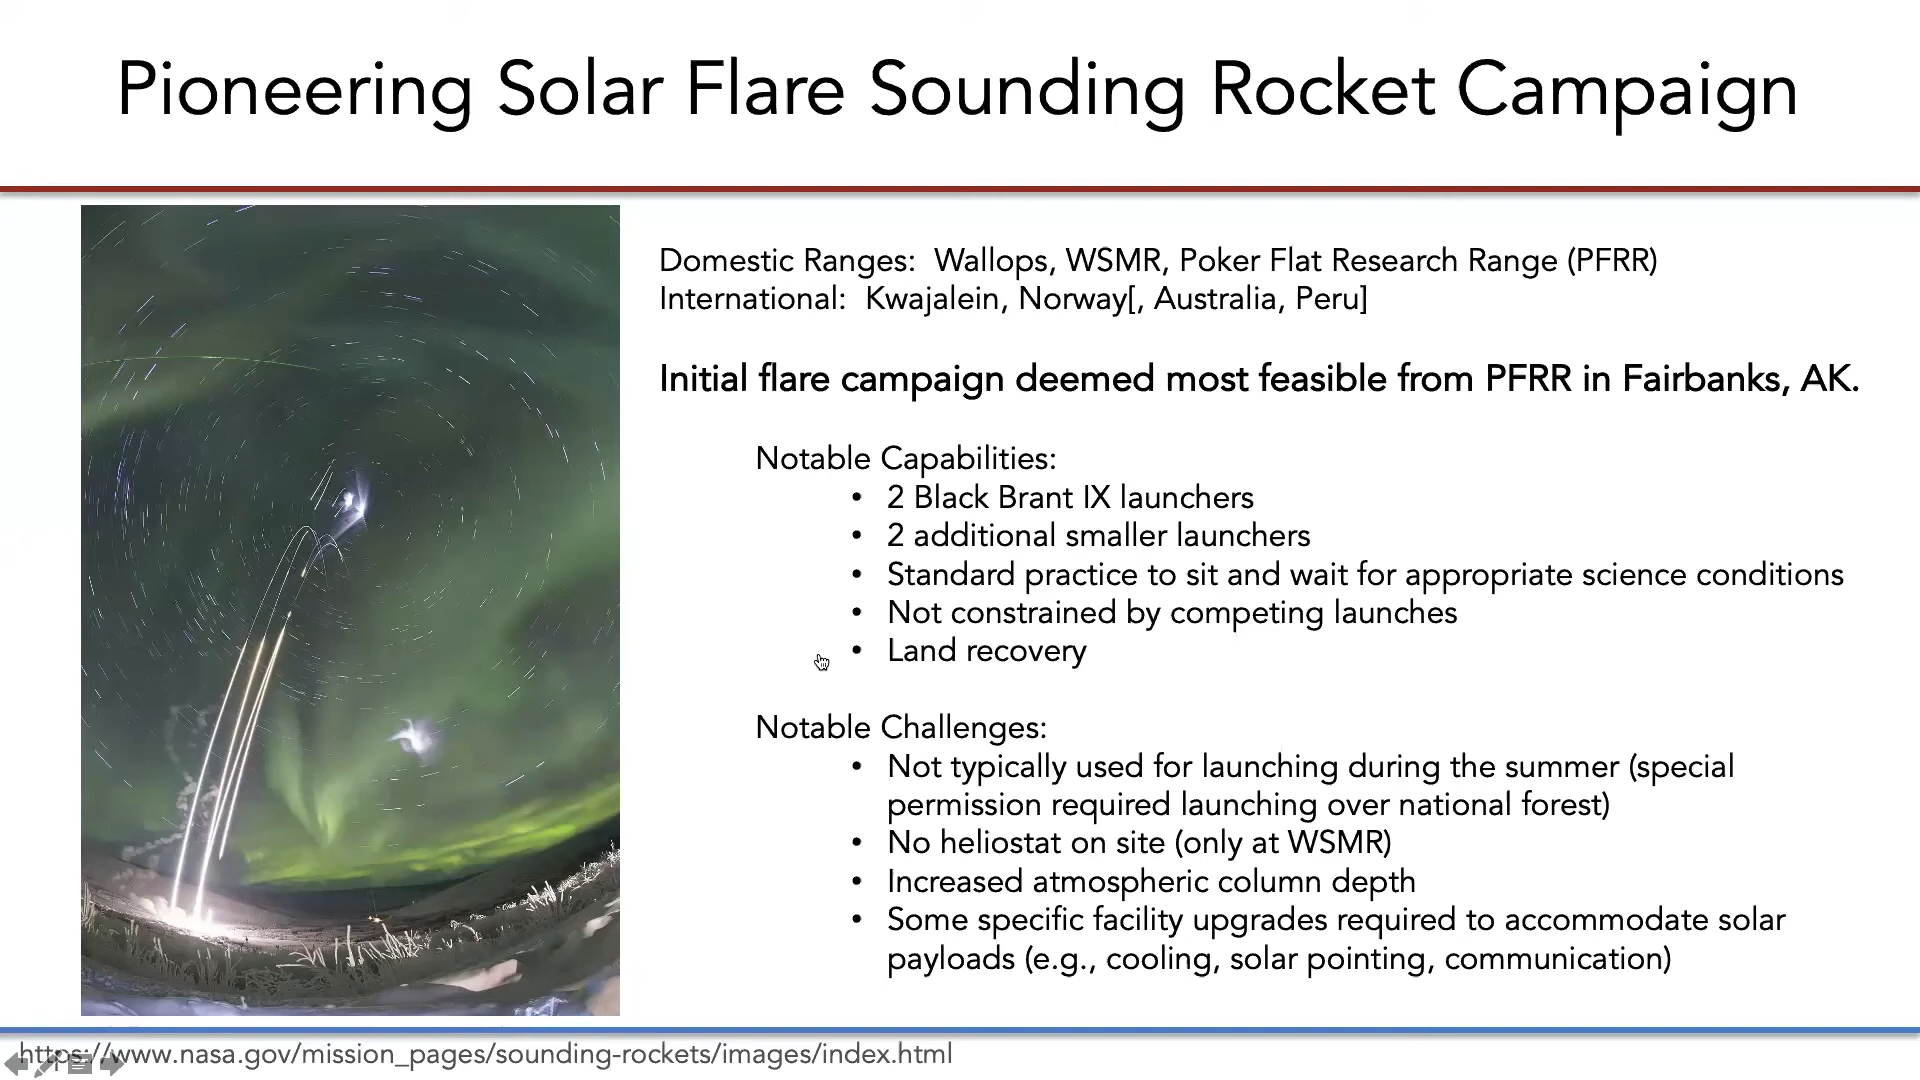 Pioneering Solar Flare Sounding Rocket Campaign
Domestic Ranges: Wallops, WSMR, Poker Flat Research Range (PFRR)
International: Kwajalein, Norway[, Australia, Peru]
Initial flare campaign deemed most feasible from PFRR in Fairbanks, AK.
Notable Capabilities:
• 2 Black Brant IX launchers
• 2 additional smaller launchers
• Standard practice to sit and wait for appropriate science conditions
• Not constrained by competing launches
• Land recovery
Notable Challenges:
• Not typically used for launching during the summer (special
permission required launching over national forest)
• No heliostat on site (only at WSMR)
• Increased atmospheric column depth
• Some specific facility upgrades required to accommodate solar
payloads (e.g., cooling, solar pointing, communication)
https://www.nasa.gov/mission_pages/sounding-rockets/images/index.html